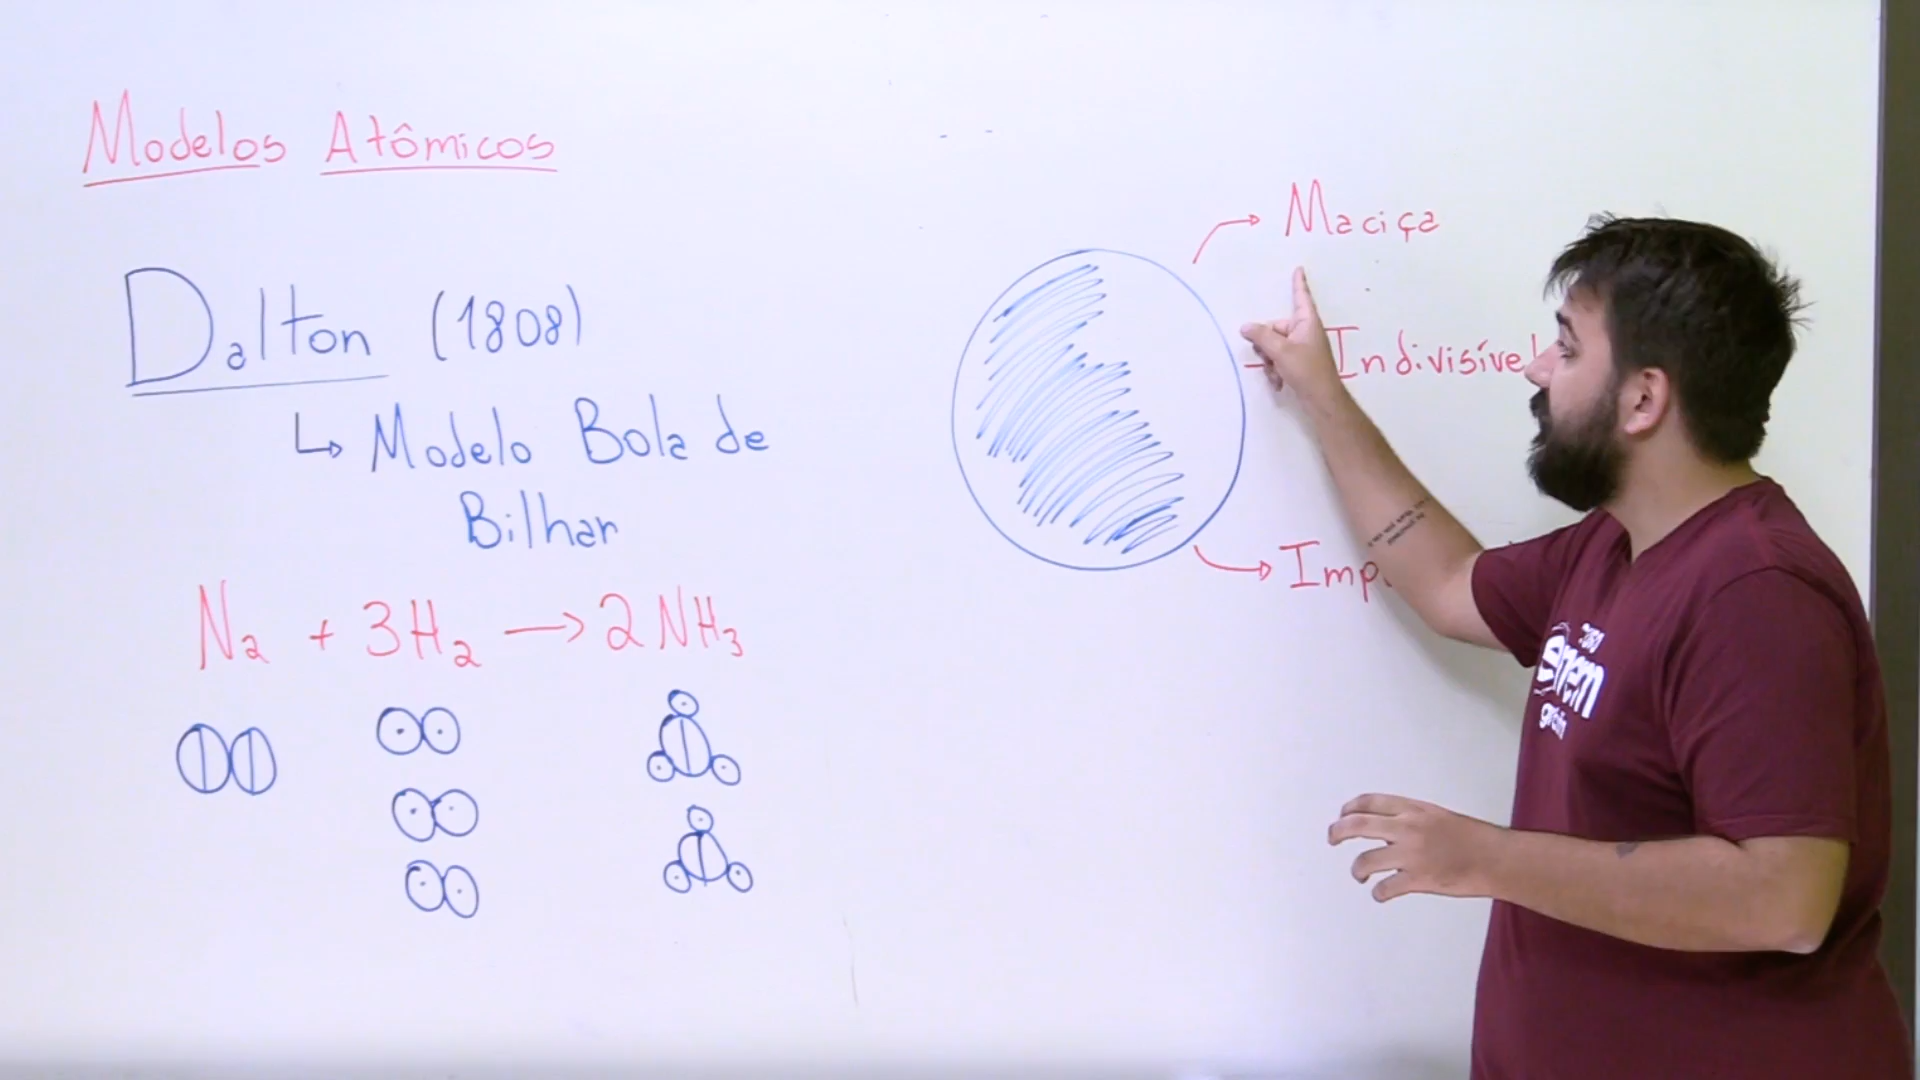 Modelos Atômicos
Dalton (1808)
↳ Modelo Bola de
Bilhar
N₂ + 3H₂ → 2NH₃
Maciça
Indivisível
enem